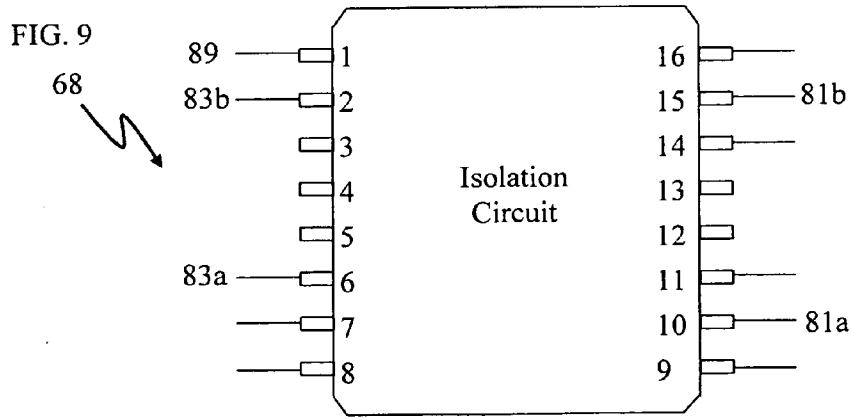 FIG. 9
68
89 1 16
83b 2 15 81b
3 14
4 13
Isolation
Circuit
5 12
83a 6 11
7 10 81a
8 9